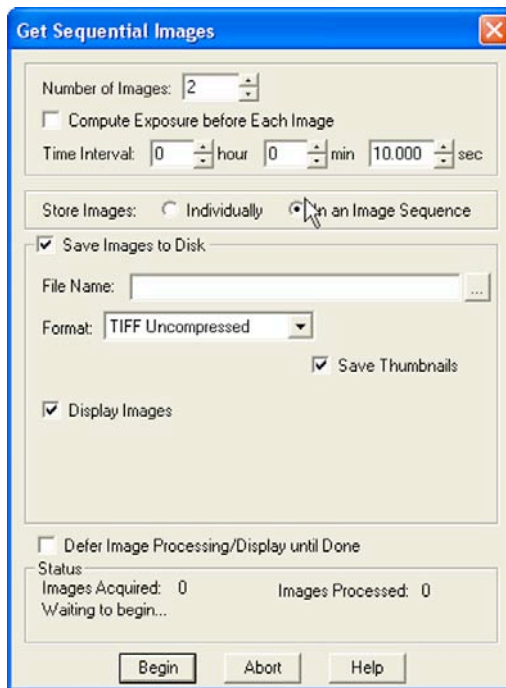 Get Sequential Images
Number of Images: 2
Compute Exposure before Each Image
Time Interval: 0 hour 0 min 10.000 sec
Store Images: Individually In an Image Sequence
Save Images to Disk
File Name: ...
Format: TIFF Uncompressed
Save Thumbnails
Display Images
Defer Image Processing/Display until Done
Status
Images Acquired: 0 Images Processed: 0
Waiting to begin...
Begin Abort Help